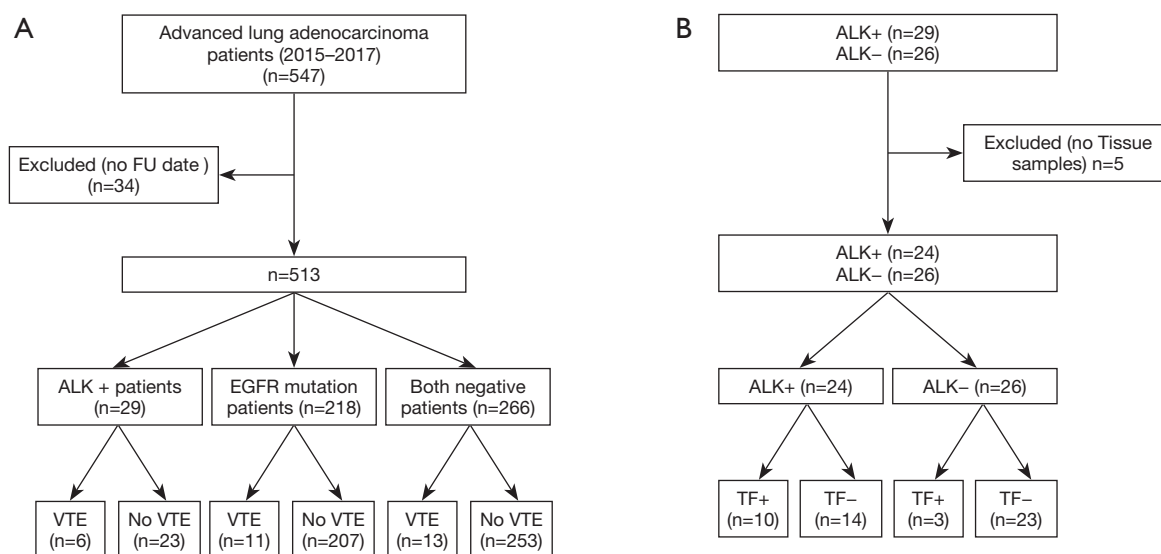 A
Advanced lung adenocarcinoma
patients (2015–2017)
(n=547)
Excluded (no FU date )
(n=34)
n=513
ALK + patients
(n=29)
EGFR mutation
patients (n=218)
Both negative
patients (n=266)
VTE
(n=6)
No VTE
(n=23)
VTE
(n=11)
No VTE
(n=207)
VTE
(n=13)
No VTE
(n=253)
B
ALK+ (n=29)
ALK− (n=26)
Excluded (no Tissue
samples) n=5
ALK+ (n=24)
ALK− (n=26)
ALK+ (n=24)
ALK− (n=26)
TF+
(n=10)
TF−
(n=14)
TF+
(n=3)
TF−
(n=23)